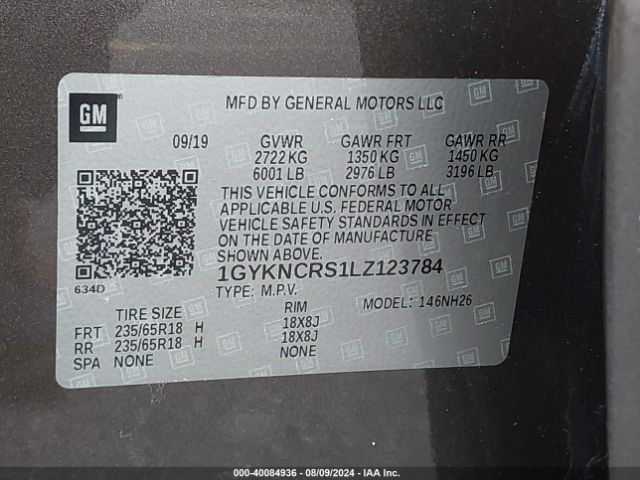 GM
MFD BY GENERAL MOTORS LLC
09/19 GVWR GAWR FRT GAWR RR
2722 KG 1350 KG 1450 KG
6001 LB 2976 LB 3196 LB
THIS VEHICLE CONFORMS TO ALL
APPLICABLE U.S. FEDERAL MOTOR
VEHICLE SAFETY STANDARDS IN EFFECT
ON THE DATE OF MANUFACTURE
SHOWN ABOVE.
1GYKNCRS1LZ123784
634D
TYPE: M.P.V. MODEL: 146NH26
TIRE SIZE RIM
FRT 235/65R18 H 18X8J
RR 235/65R18 H 18X8J
SPA NONE NONE
000-40084936 - 08/09/2024 - IAA Inc.